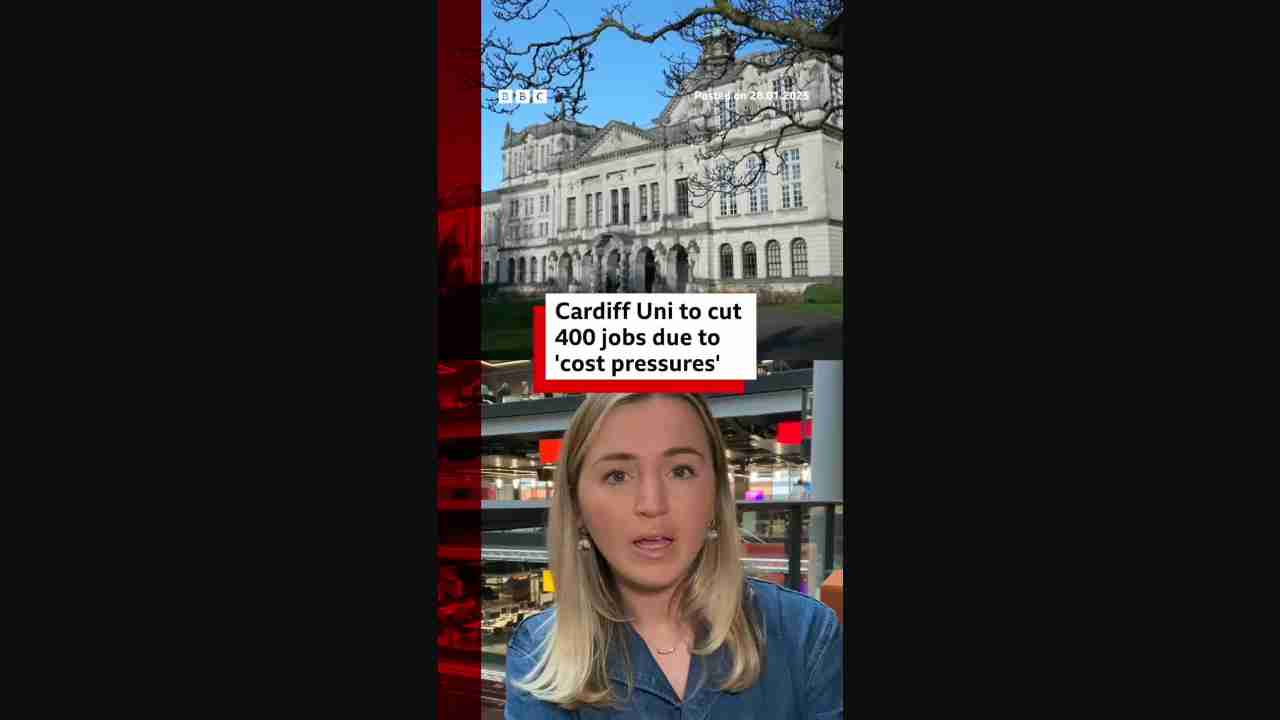 BBC
Posted on 28.01.2025
Cardiff Uni to cut
400 jobs due to
'cost pressures'